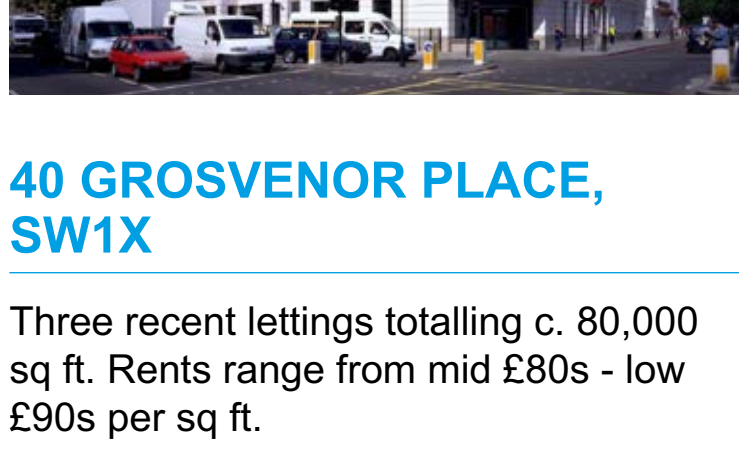 40 GROSVENOR PLACE,
SW1X
Three recent lettings totalling c. 80,000
sq ft. Rents range from mid £80s - low
£90s per sq ft.